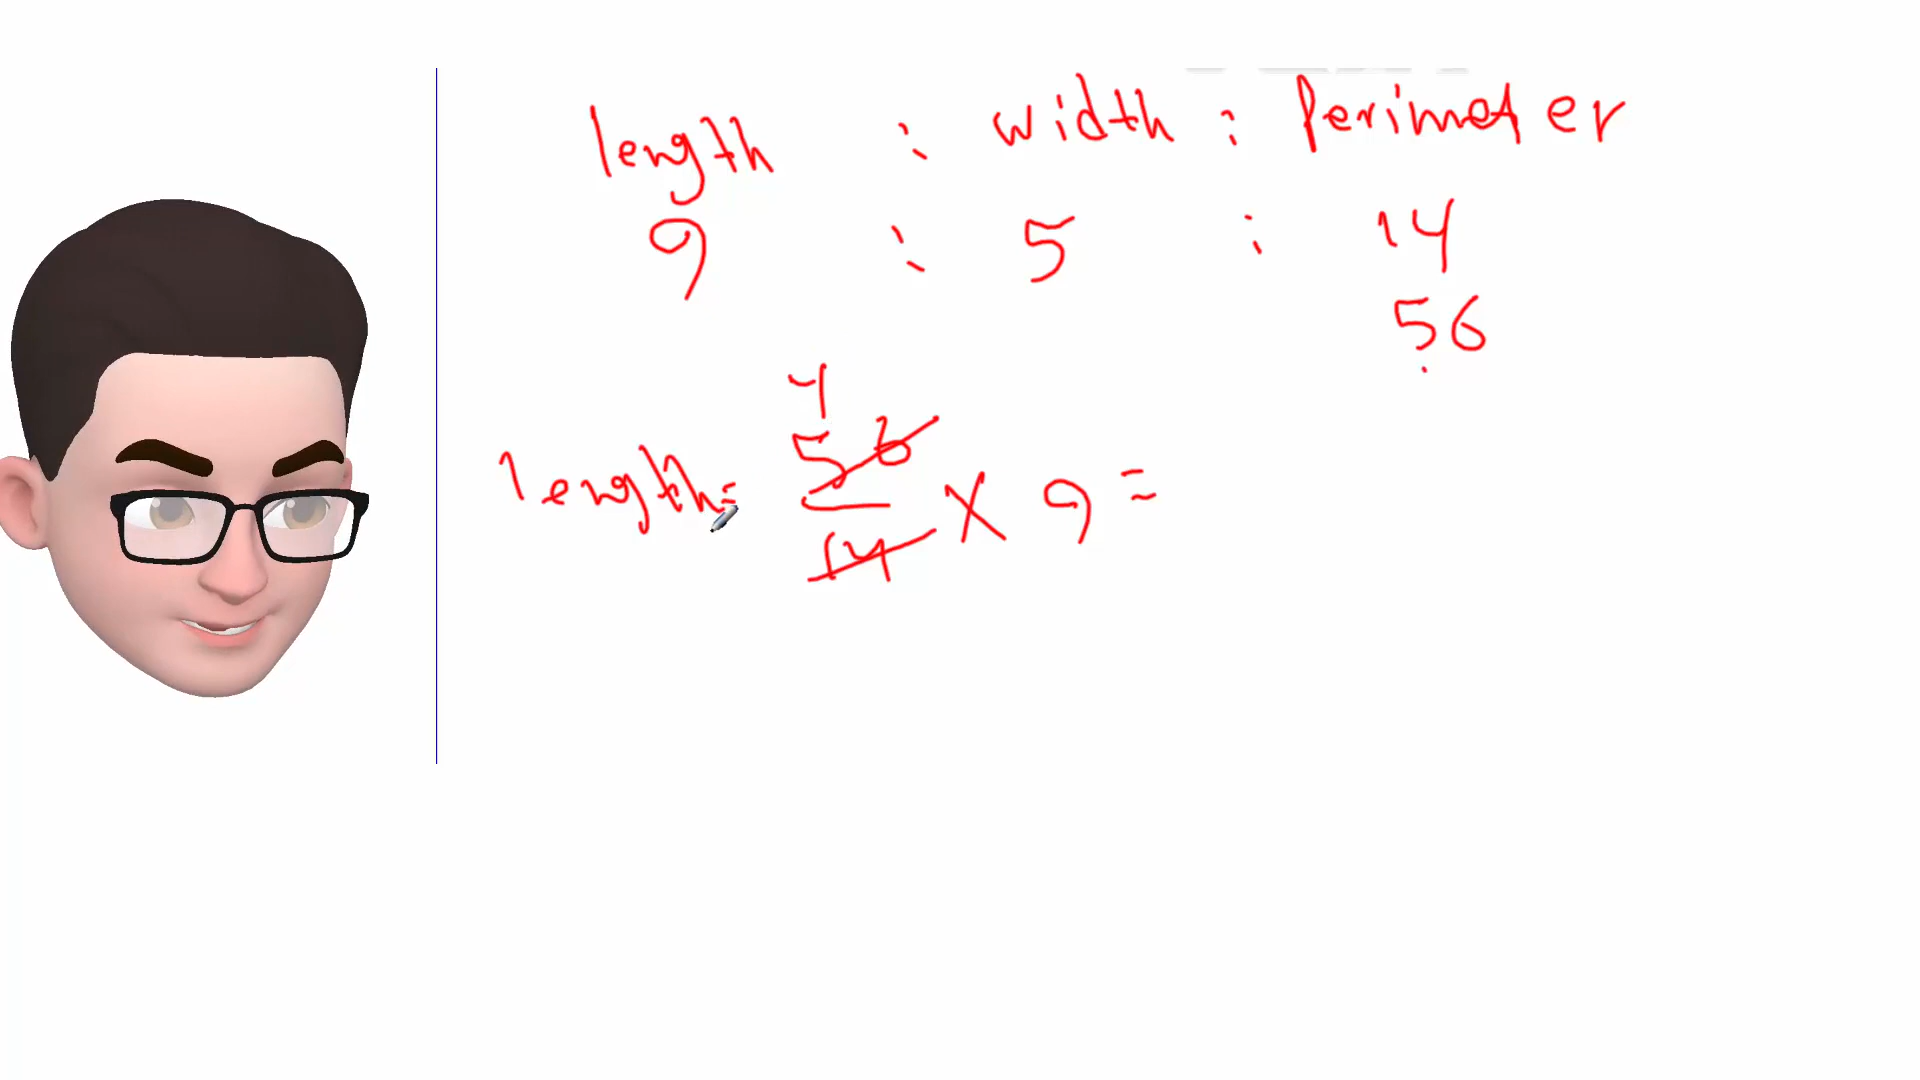 length : width : Perimeter
9 : 5 : 14
56
4
length = 56/14 X 9 =